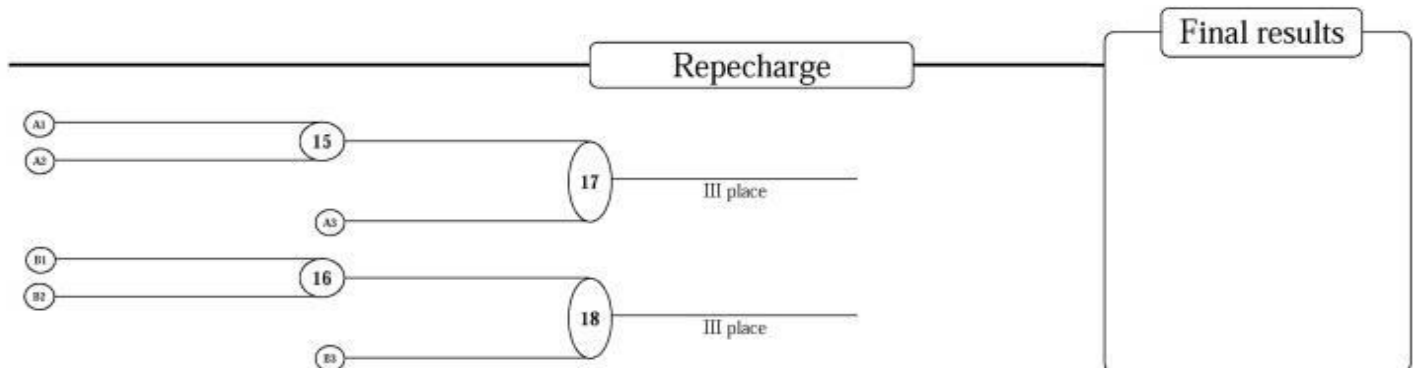 Final results
Repecharge
A1
15
A2
17
III place
A3
B1
16
B2
18
III place
B3